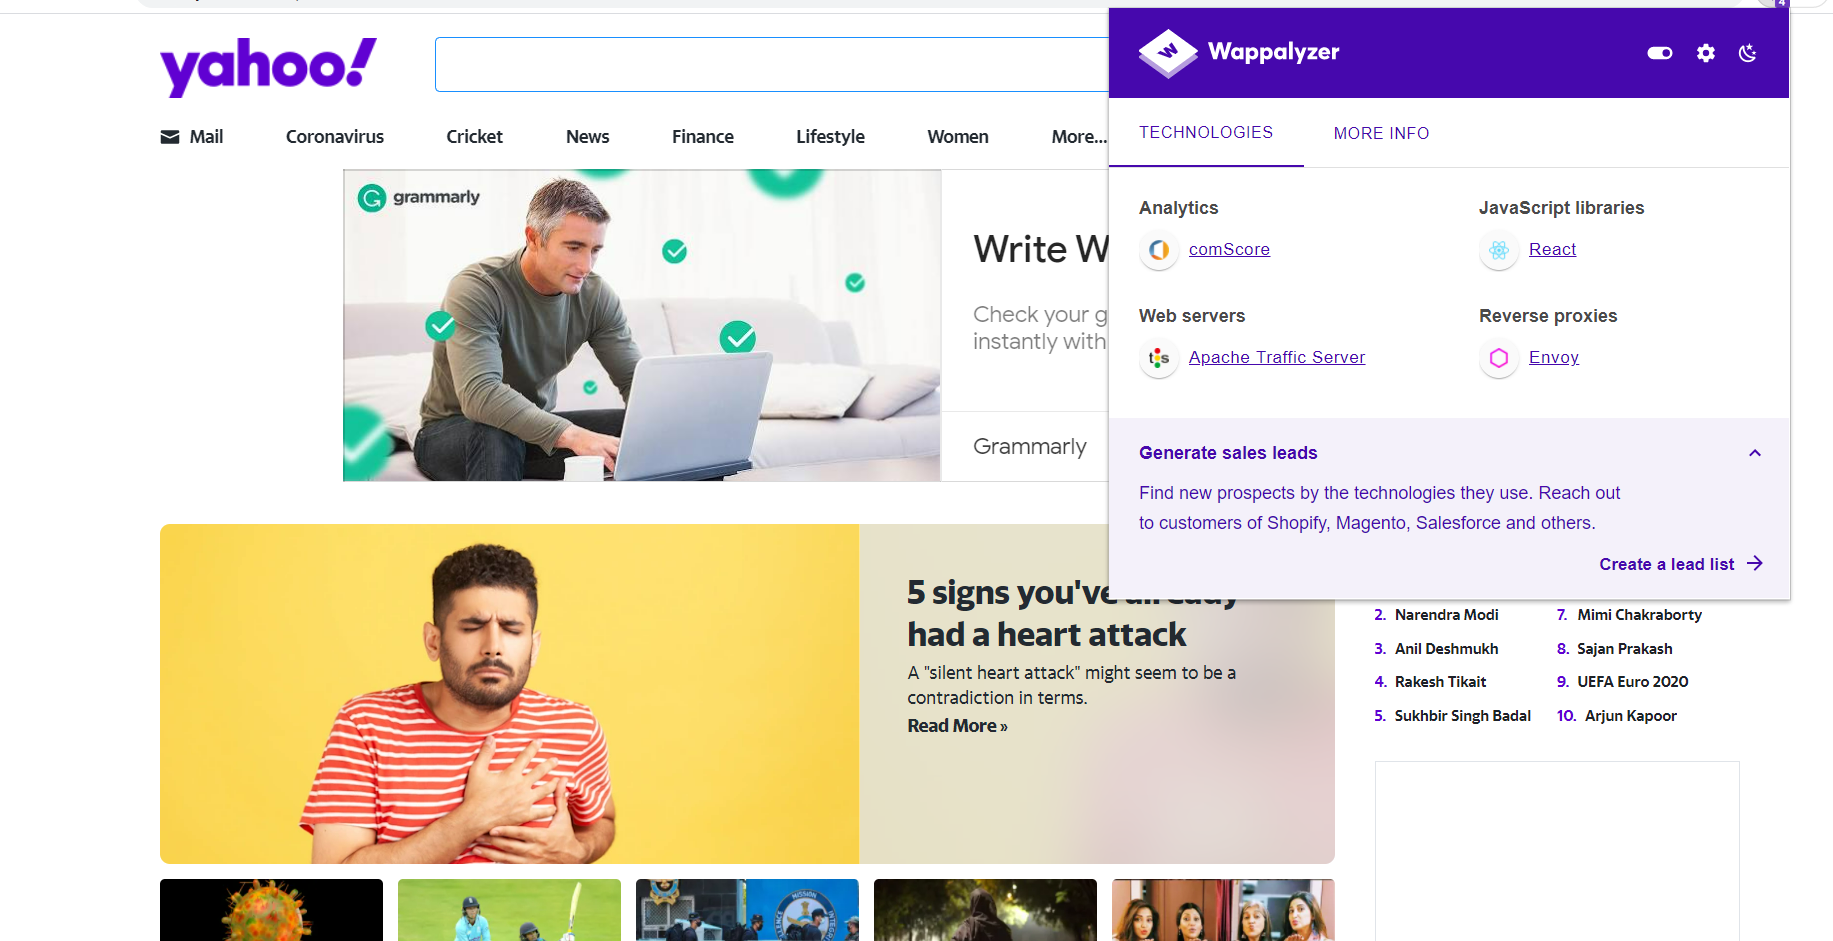 4
yahoo!
Wappalyzer
Mail
Coronavirus
Cricket
News
Finance
Lifestyle
Women
More...
TECHNOLOGIES
MORE INFO
grammarly
Write W
Check your g
instantly with
Grammarly
Analytics
comScore
JavaScript libraries
React
Web servers
Apache Traffic Server
Reverse proxies
Envoy
Generate sales leads
Find new prospects by the technologies they use. Reach out
to customers of Shopify, Magento, Salesforce and others.
Create a lead list
5 signs you've already
had a heart attack
A "silent heart attack" might seem to be a
contradiction in terms.
Read More »
2. Narendra Modi
3. Anil Deshmukh
4. Rakesh Tikait
5. Sukhbir Singh Badal
7. Mimi Chakraborty
8. Sajan Prakash
9. UEFA Euro 2020
10. Arjun Kapoor
MISSION